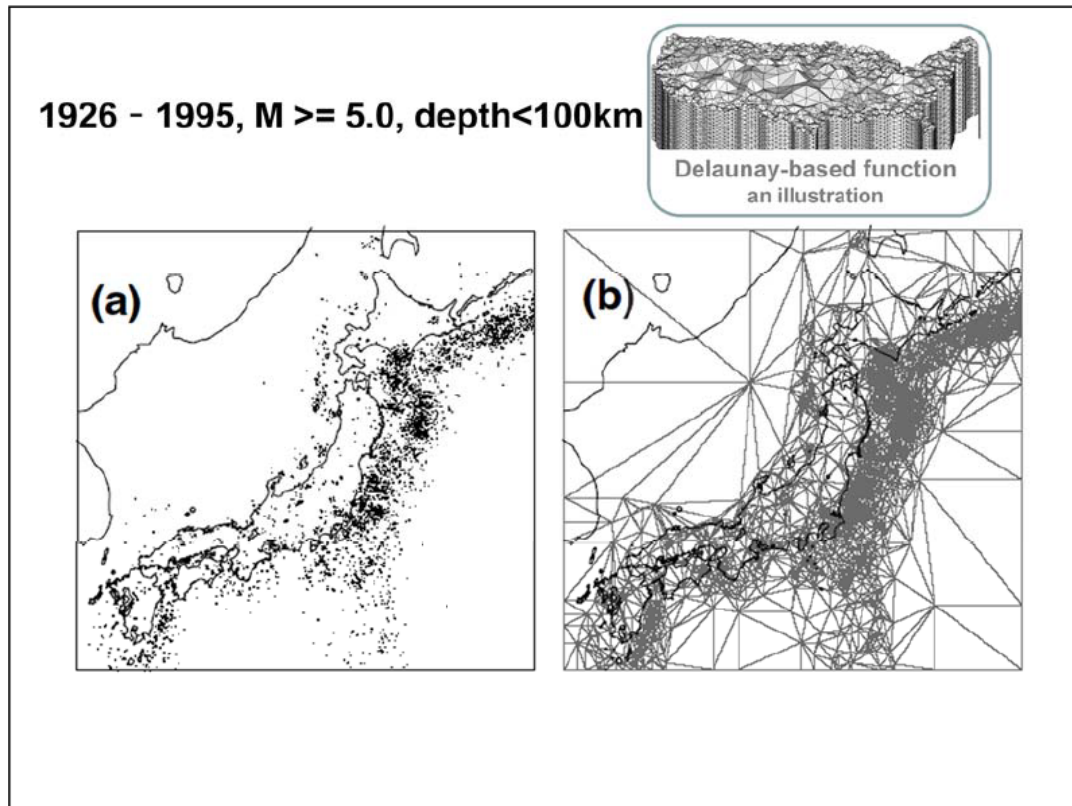 1926 - 1995, M >= 5.0, depth<100km
Delaunay-based function
an illustration
(a)
(b)